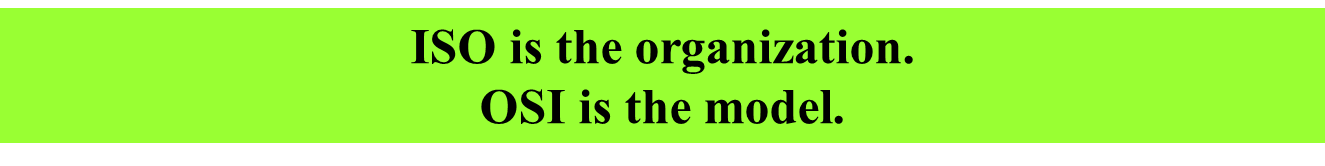 ISO is the organization.
OSI is the model.